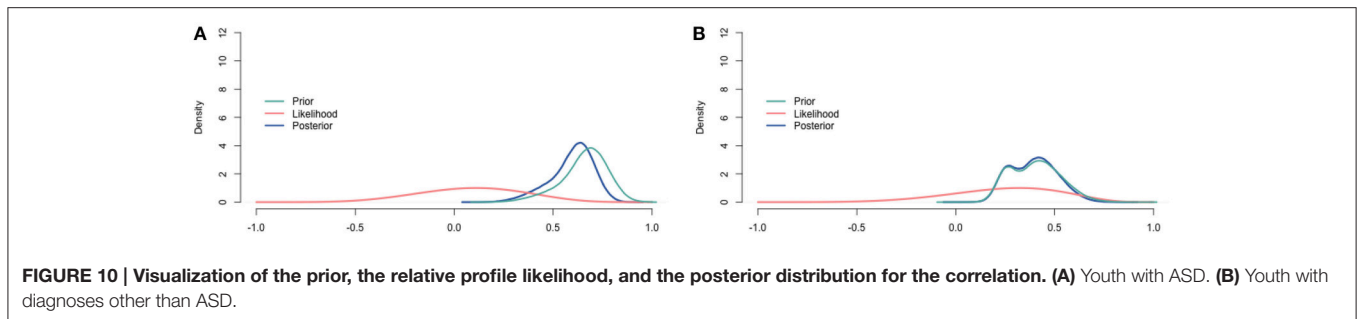 A
12
10
8
6
4
2
0
Density
Prior
Likelihood
Posterior
-1.0 -0.5 0.0 0.5 1.0
B
12
10
8
6
4
2
0
Density
Prior
Likelihood
Posterior
-1.0 -0.5 0.0 0.5 1.0
FIGURE 10 | Visualization of the prior, the relative profile likelihood, and the posterior distribution for the correlation. (A) Youth with ASD. (B) Youth with
diagnoses other than ASD.